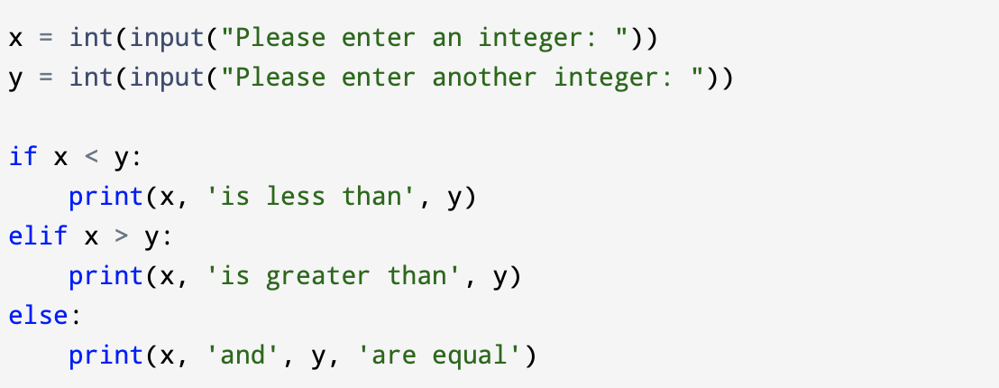 x = int(input("Please enter an integer: "))
y = int(input("Please enter another integer: "))

if x < y:
    print(x, 'is less than', y)
elif x > y:
    print(x, 'is greater than', y)
else:
    print(x, 'and', y, 'are equal')